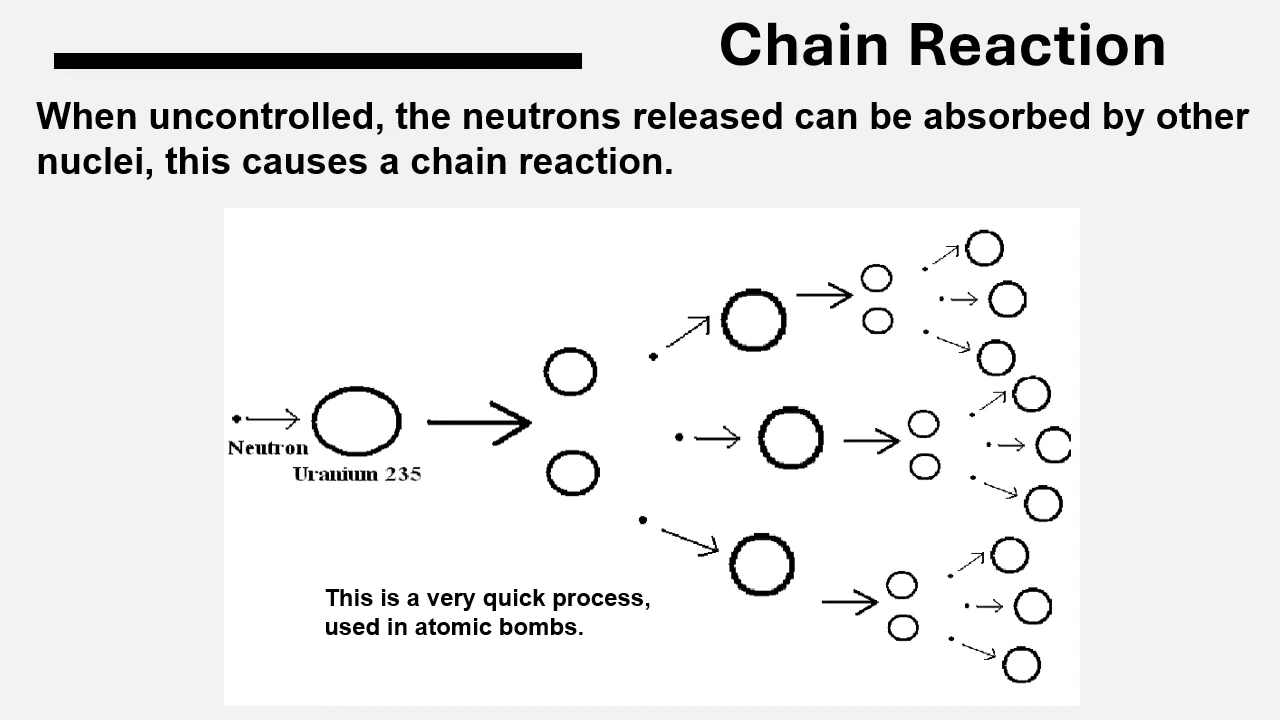 Chain Reaction
When uncontrolled, the neutrons released can be absorbed by other
nuclei, this causes a chain reaction.
Neutron
Uranium 235
This is a very quick process,
used in atomic bombs.